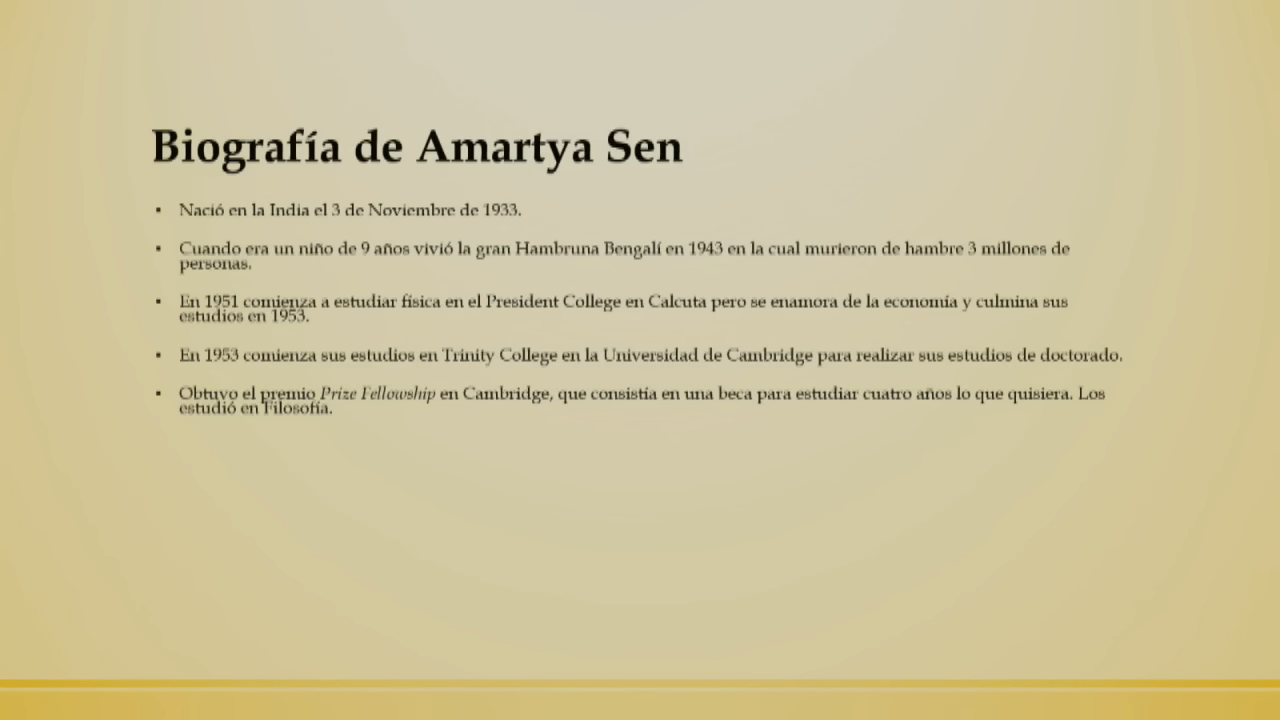 Biografía de Amartya Sen
▪ Nació en la India el 3 de Noviembre de 1933.
▪ Cuando era un niño de 9 años vivió la gran Hambruna Bengalí en 1943 en la cual murieron de hambre 3 millones de
personas.
▪ En 1951 comienza a estudiar física en el President College en Calcuta pero se enamora de la economía y culmina sus
estudios en 1953.
▪ En 1953 comienza sus estudios en Trinity College en la Universidad de Cambridge para realizar sus estudios de doctorado.
▪ Obtuvo el premio Prize Fellowship en Cambridge, que consistía en una beca para estudiar cuatro años lo que quisiera. Los
estudió en Filosofía.